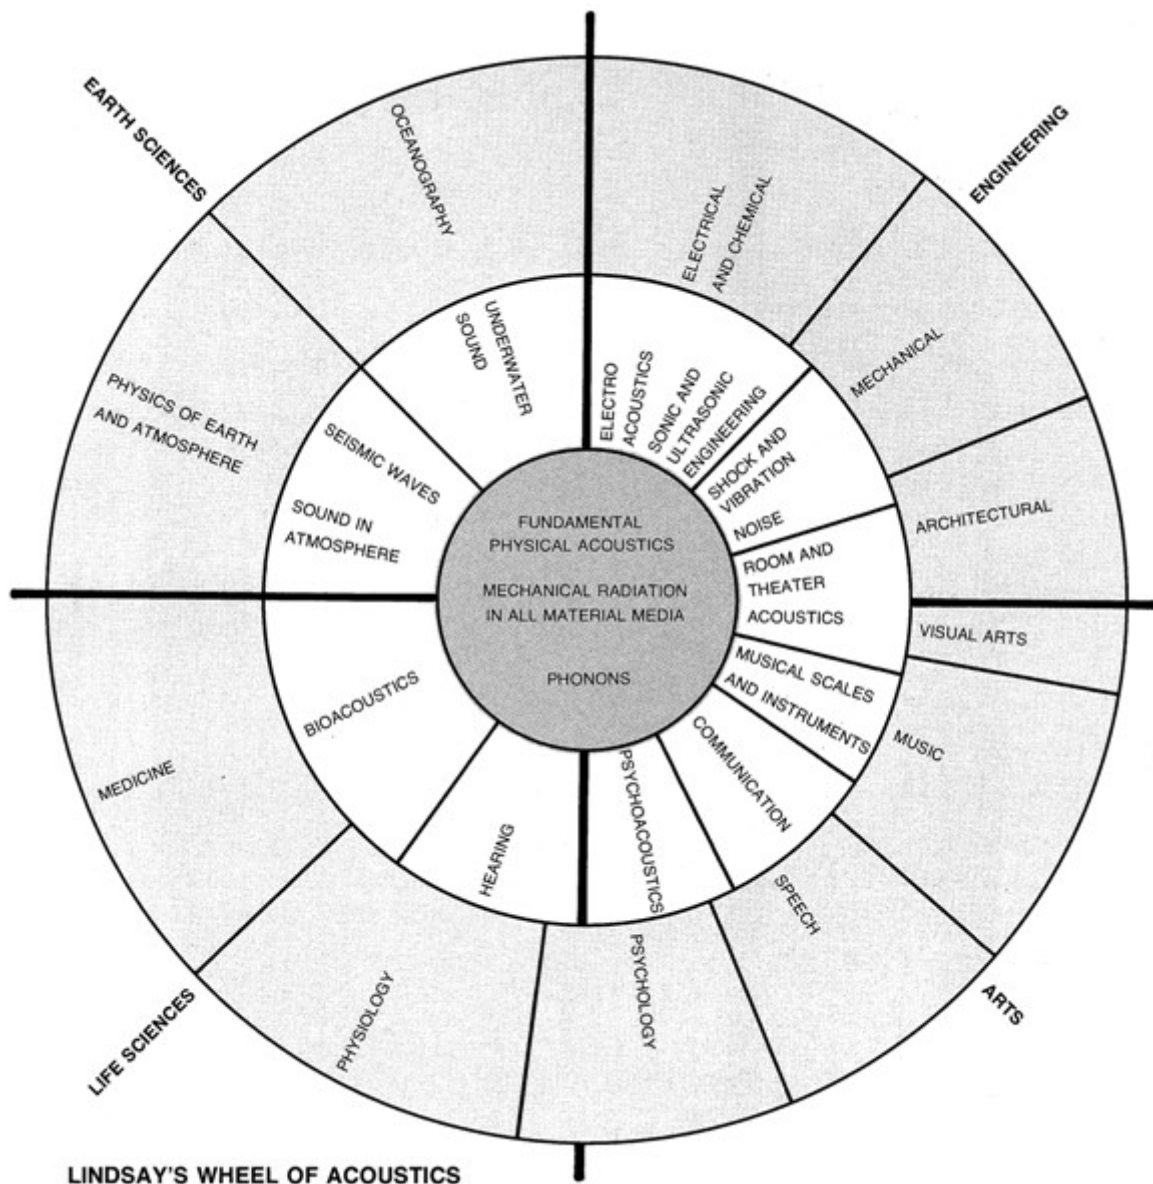 EARTH SCIENCES
ENGINEERING
OCEANOGRAPHY
ELECTRICAL
AND CHEMICAL
MECHANICAL
ARCHITECTURAL
VISUAL ARTS
MUSIC
SPEECH
PSYCHOLOGY
PHYSIOLOGY
MEDICINE
PHYSICS OF EARTH
AND ATMOSPHERE
UNDERWATER
SOUND
ELECTRO
ACOUSTICS
SONIC AND
ULTRASONIC
ENGINEERING
SHOCK AND
VIBRATION
NOISE
ROOM AND
THEATER
ACOUSTICS
MUSICAL SCALES
AND INSTRUMENTS
COMMUNICATION
PSYCHOACOUSTICS
HEARING
BIOACOUSTICS
SOUND IN
ATMOSPHERE
SEISMIC WAVES
FUNDAMENTAL
PHYSICAL ACOUSTICS
MECHANICAL RADIATION
IN ALL MATERIAL MEDIA
PHONONS
LIFE SCIENCES
ARTS
LINDSAY'S WHEEL OF ACOUSTICS